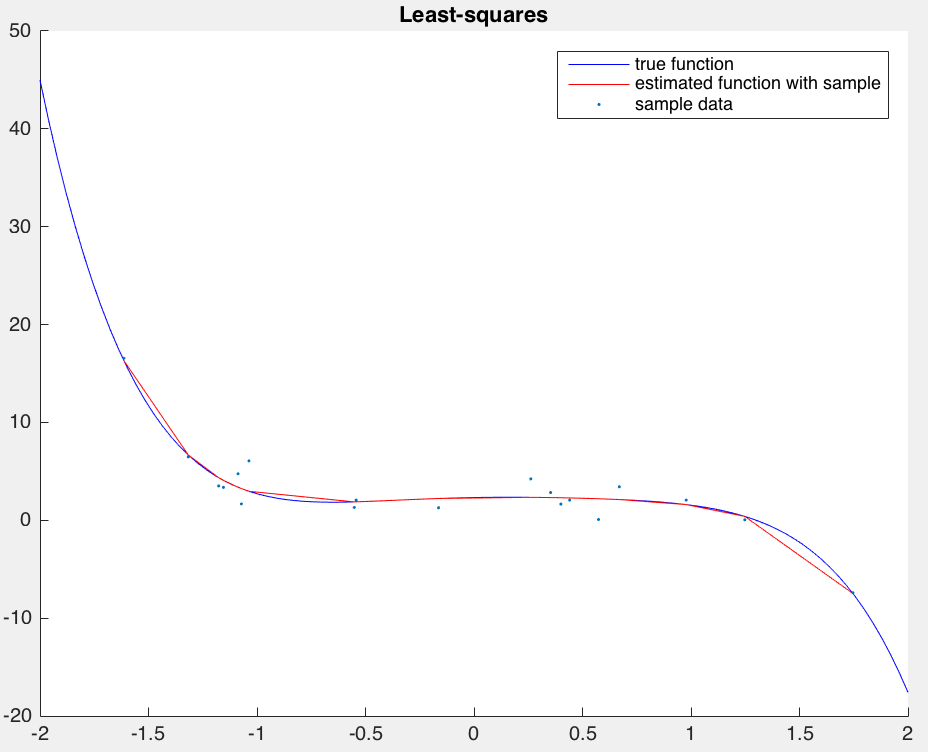 Least-squares
50
40
30
20
10
0
-10
-20
true function
estimated function with sample
sample data
-2 -1.5 -1 -0.5 0 0.5 1 1.5 2